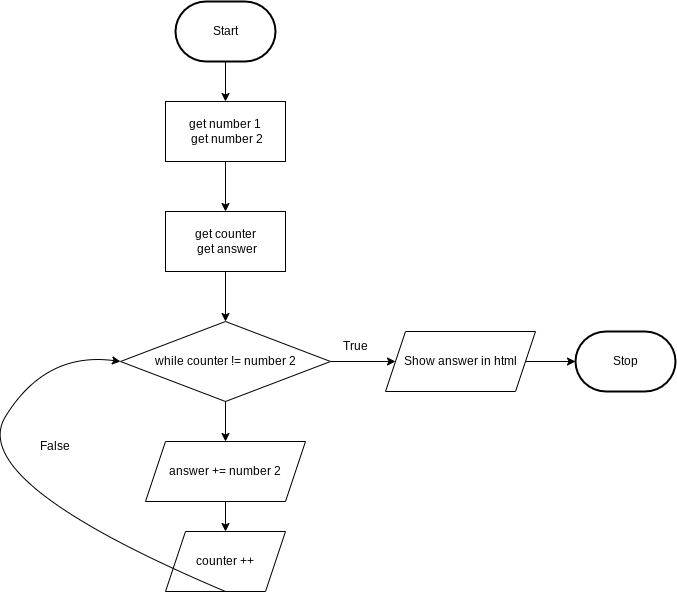 Start
get number 1
get number 2
get counter
get answer
while counter != number 2
True
Show answer in html
Stop
False
answer += number 2
counter ++